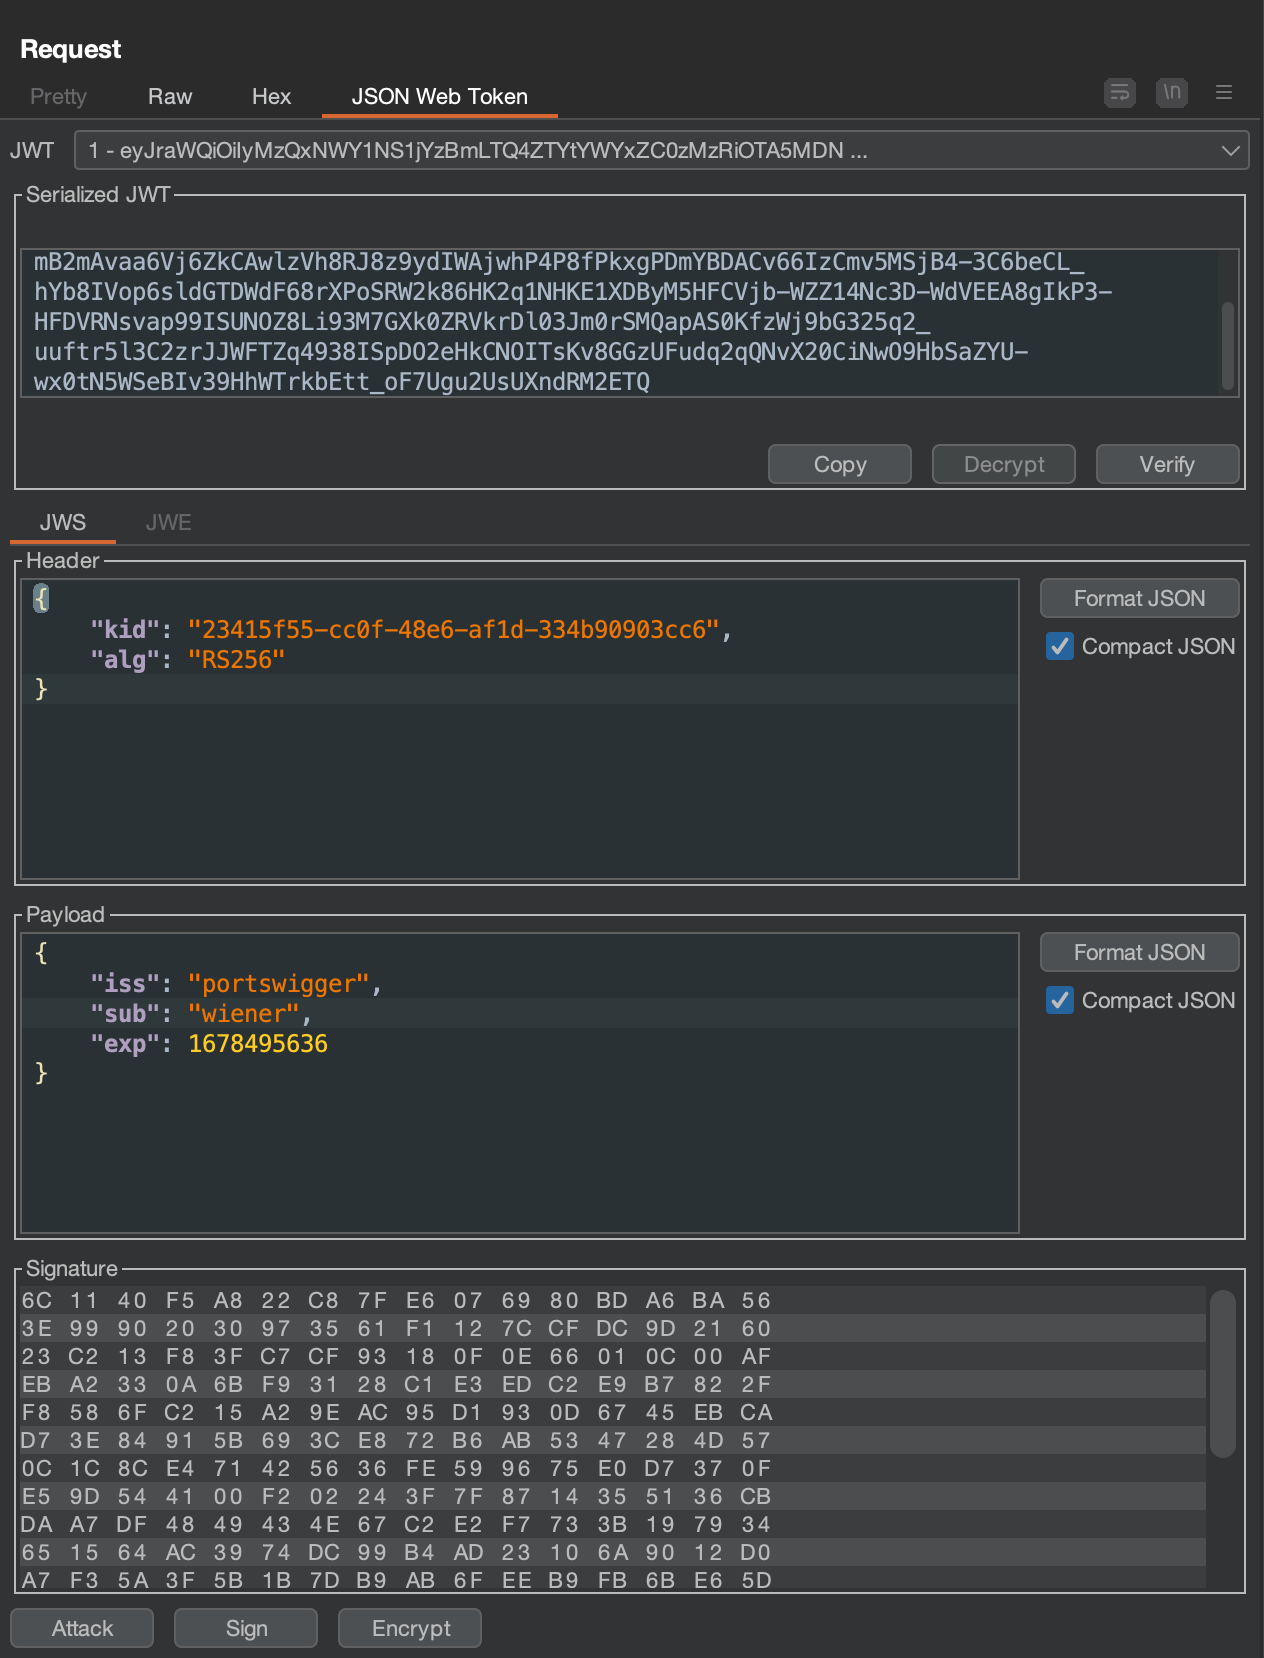 Request
Pretty Raw Hex JSON Web Token \n
JWT 1 - eyJraWQiOiIyMzQxNWY1NS1jYzBmLTQ4ZTYtYWYxZC0zMzRiOTA5MDN ...
Serialized JWT
mB2mAvaa6Vj6ZkCAwlzVh8RJ8z9ydIWAjwhP4P8fPkxgPDmYBDACv66IzCmv5MSjB4-3C6beCL_
hYb8IVop6sldGTDWdF68rXPoSRW2k86HK2q1NHKE1XDByM5HFCVjb-WZZ14Nc3D-WdVEEA8gIkP3-
HFDVRNsvap99ISUNOZ8Li93M7GXk0ZRVkrDl03Jm0rSMQapAS0KfzWj9bG325q2_
uuftr5l3C2zrJJWFTZq4938ISpDO2eHkCNOITsKv8GGzUFudq2qQNvX20CiNwO9HbSaZYU-
wx0tN5WSeBIv39HhWTrkbEtt_oF7Ugu2UsUXndRM2ETQ
Copy Decrypt Verify
JWS JWE
Header
{
"kid": "23415f55-cc0f-48e6-af1d-334b90903cc6",
"alg": "RS256"
}
Format JSON
Compact JSON
Payload
{
"iss": "portswigger",
"sub": "wiener",
"exp": 1678495636
}
Format JSON
Compact JSON
Signature
6C 11 40 F5 A8 22 C8 7F E6 07 69 80 BD A6 BA 56
3E 99 90 20 30 97 35 61 F1 12 7C CF DC 9D 21 60
23 C2 13 F8 3F C7 CF 93 18 0F 0E 66 01 0C 00 AF
EB A2 33 0A 6B F9 31 28 C1 E3 ED C2 E9 B7 82 2F
F8 58 6F C2 15 A2 9E AC 95 D1 93 0D 67 45 EB CA
D7 3E 84 91 5B 69 3C E8 72 B6 AB 53 47 28 4D 57
0C 1C 8C E4 71 42 56 36 FE 59 96 75 E0 D7 37 0F
E5 9D 54 41 00 F2 02 24 3F 7F 87 14 35 51 36 CB
DA A7 DF 48 49 43 4E 67 C2 E2 F7 73 3B 19 79 34
65 15 64 AC 39 74 DC 99 B4 AD 23 10 6A 90 12 D0
A7 F3 5A 3F 5B 1B 7D B9 AB 6F EE B9 FB 6B E6 5D
Attack Sign Encrypt